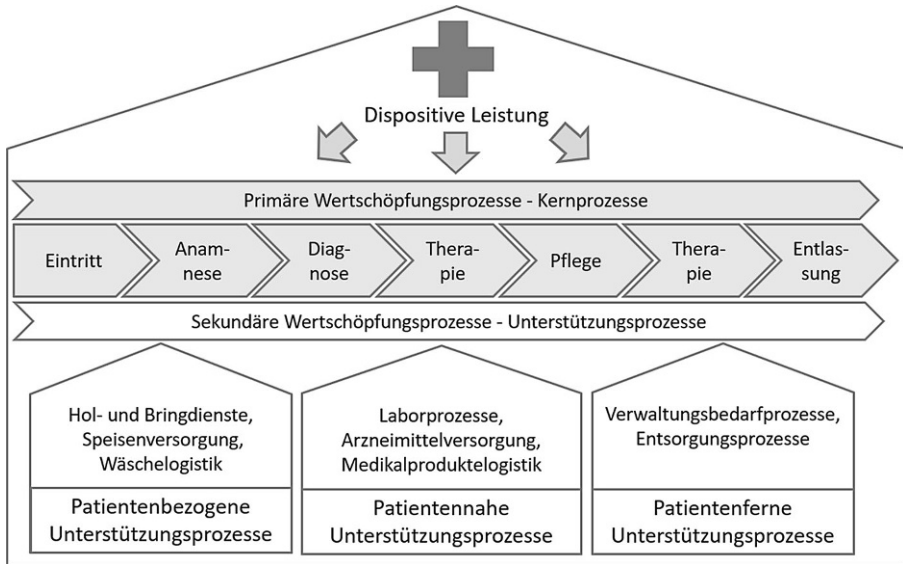 Dispositive Leistung
Primäre Wertschöpfungsprozesse - Kernprozesse
Eintritt
Anam-
nese
Diag-
nose
Thera-
pie
Pflege
Thera-
pie
Entlas-
sung
Sekundäre Wertschöpfungsprozesse - Unterstützungsprozesse
Hol- und Bringdienste,
Speisenversorgung,
Wäschelogistik
Patientenbezogene
Unterstützungsprozesse
Laborprozesse,
Arzneimittelversorgung,
Medikalproduktelogistik
Patientennahe
Unterstützungsprozesse
Verwaltungsbedarfprozesse,
Entsorgungsprozesse
Patientenferne
Unterstützungsprozesse